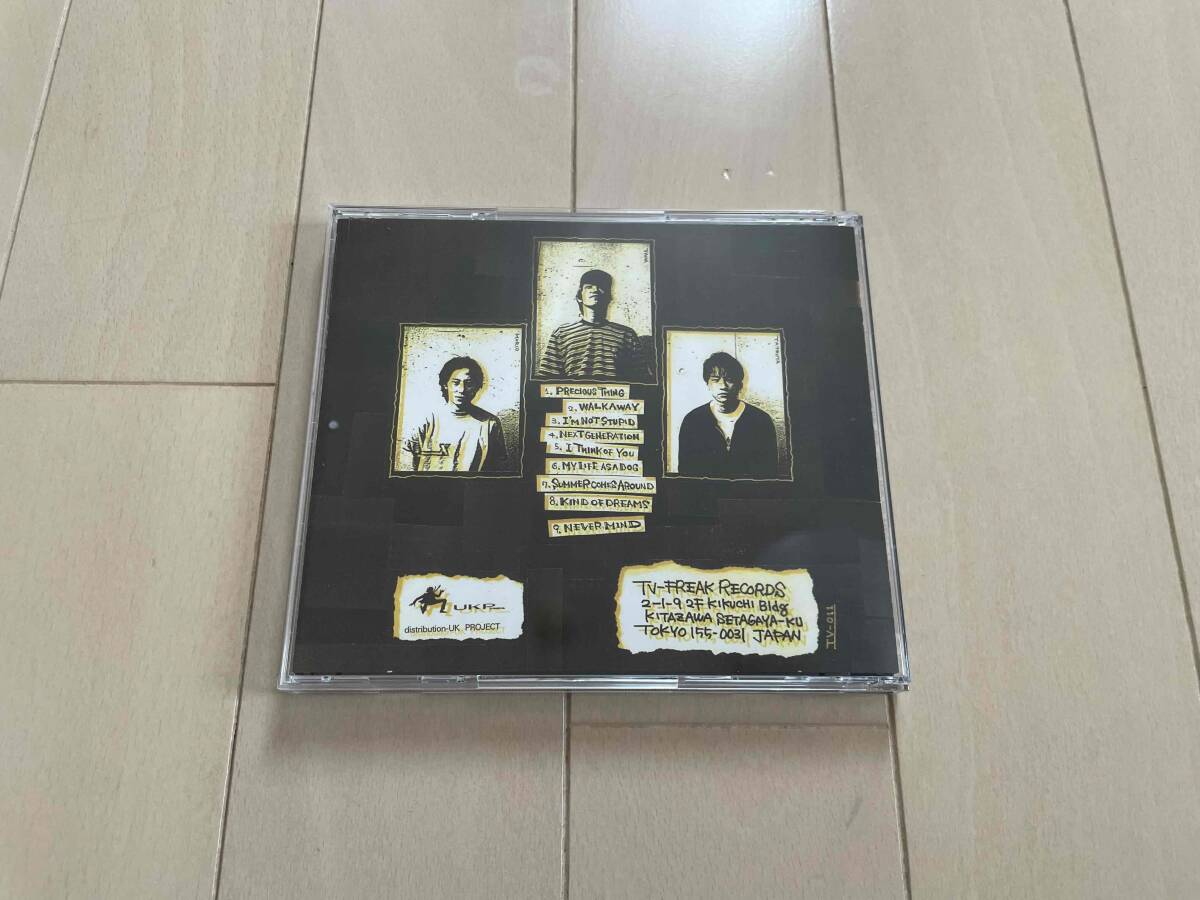 1. PRECIOUS THING
2. WALK AWAY
3. I'M NOT STUPID
4. NEXT GENERATION
5. I THINK OF YOU
6. MY LIFE AS A DOG
7. SUMMER COMES AROUND
8. KIND OF DREAMS
9. NEVER MIND
UKP
distribution-UK PROJECT
TV-FREAK RECORDS
2-1-9 2F KIKUCHI Bldg
KITAZAWA SETAGAYA-KU
TOKYO 155-0031 JAPAN
TV-011